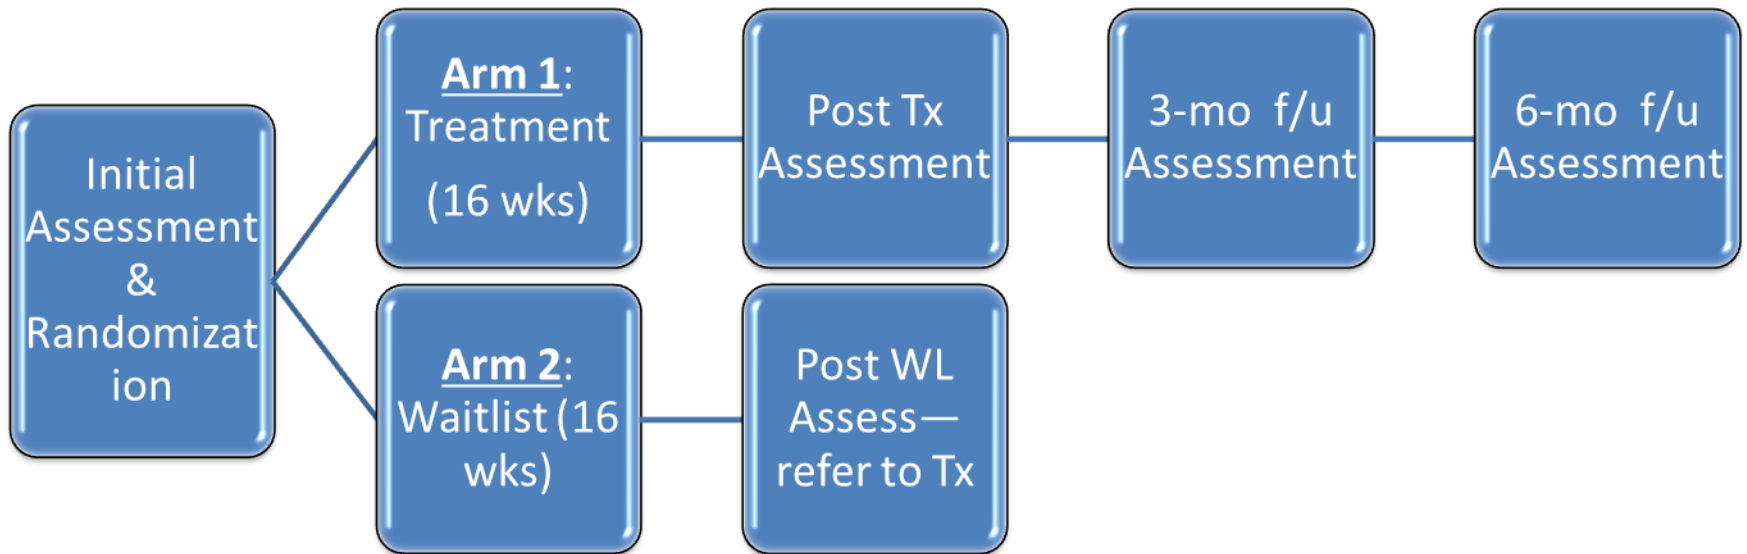 Initial
Assessment
&
Randomizat
ion
Arm 1:
Treatment
(16 wks)
Post Tx
Assessment
3-mo f/u
Assessment
6-mo f/u
Assessment
Arm 2:
Waitlist (16
wks)
Post WL
Assess—
refer to Tx